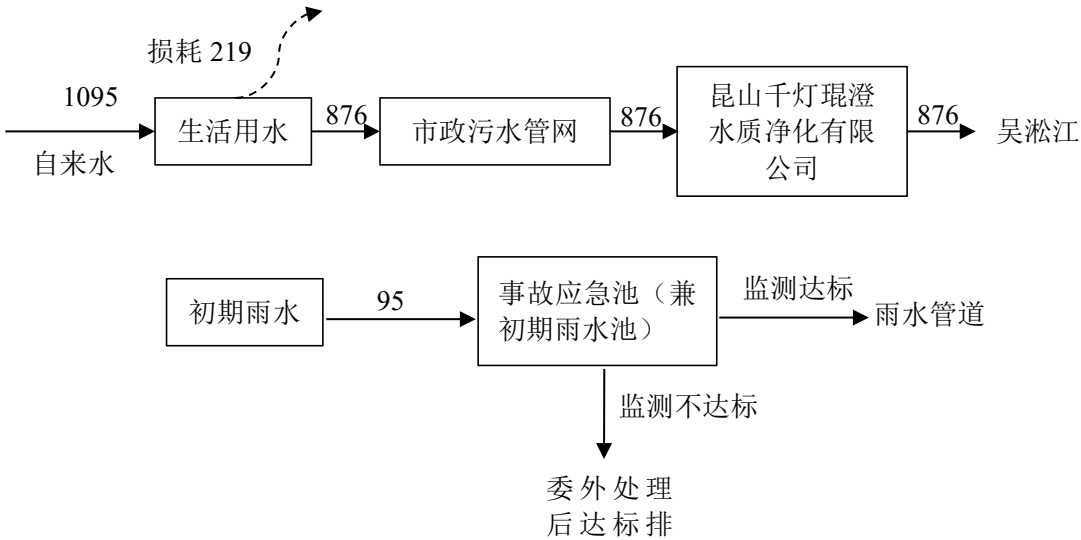 损耗 219
1095
自来水
生活用水
876
市政污水管网
876
昆山千灯琨澄
水质净化有限
公司
876
吴淞江
初期雨水
95
事故应急池（兼
初期雨水池）
监测达标
雨水管道
监测不达标
委外处理
后达标排